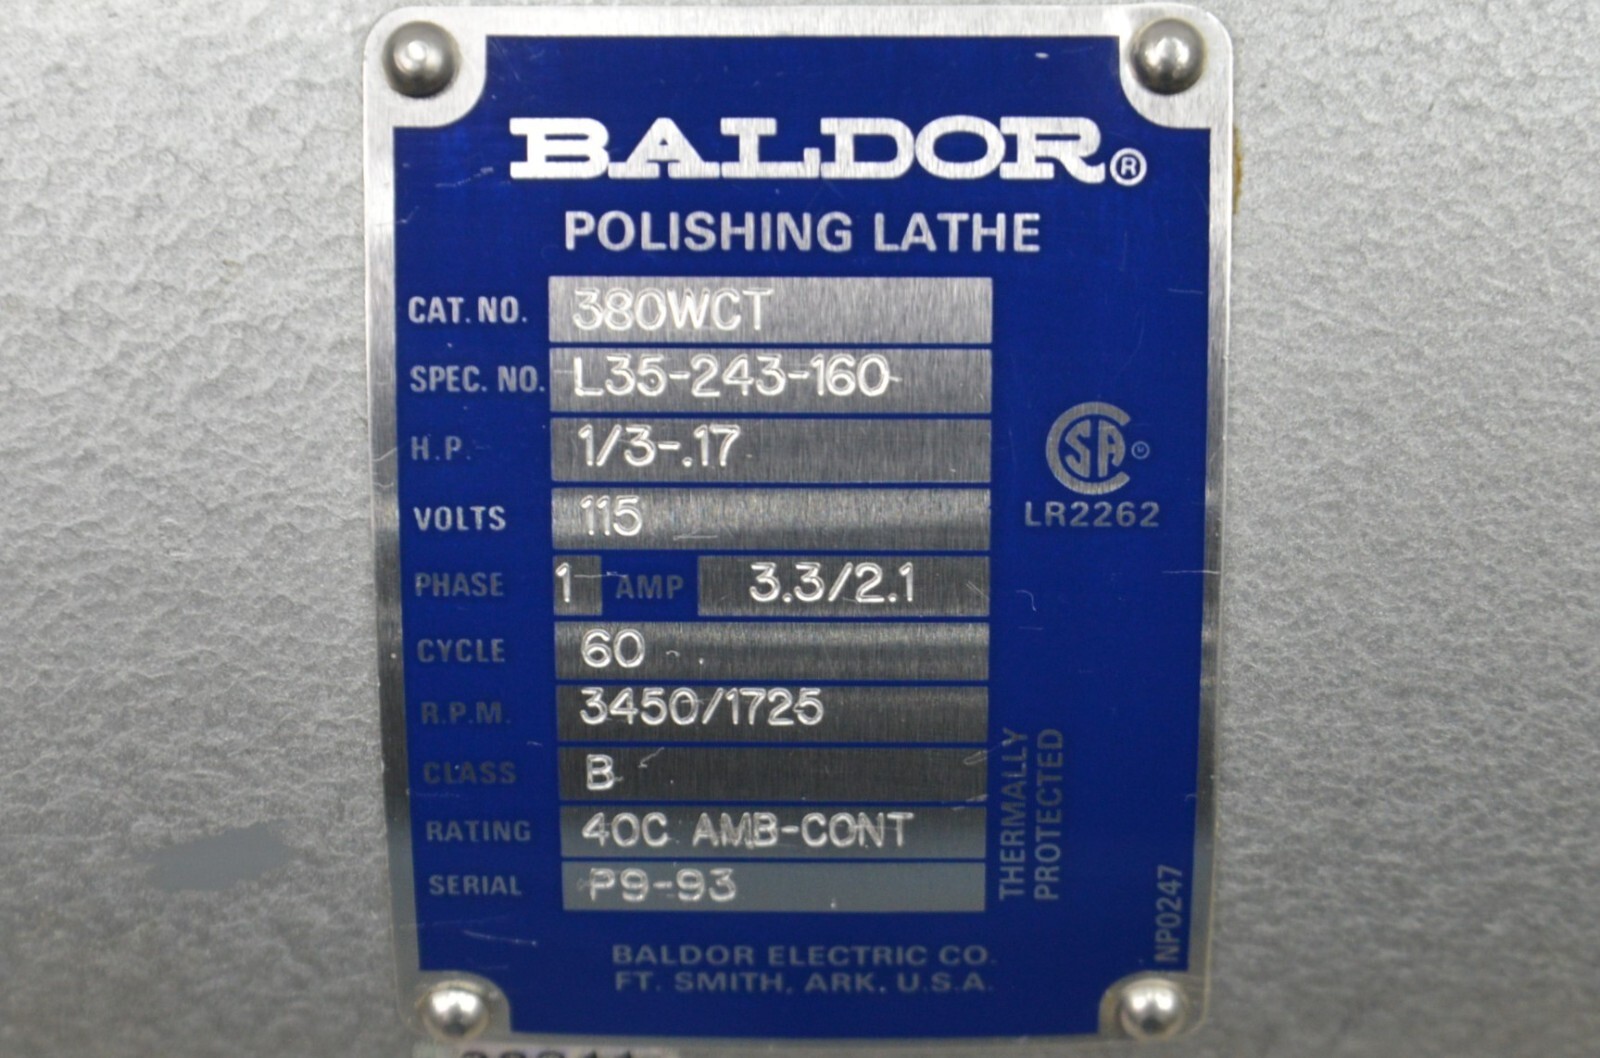 BALDOR®
POLISHING LATHE
CAT. NO. 380WCT
SPEC. NO. L35-243-160
H.P. 1/3-.17
VOLTS 115
PHASE 1 AMP 3.3/2.1
CYCLE 60
R.P.M. 3450/1725
CLASS B
RATING 40C AMB-CONT
SERIAL P9-93
BALDOR ELECTRIC CO.
FT. SMITH, ARK. U.S.A.
CSA
LR2262
THERMALLY
PROTECTED
NP0247